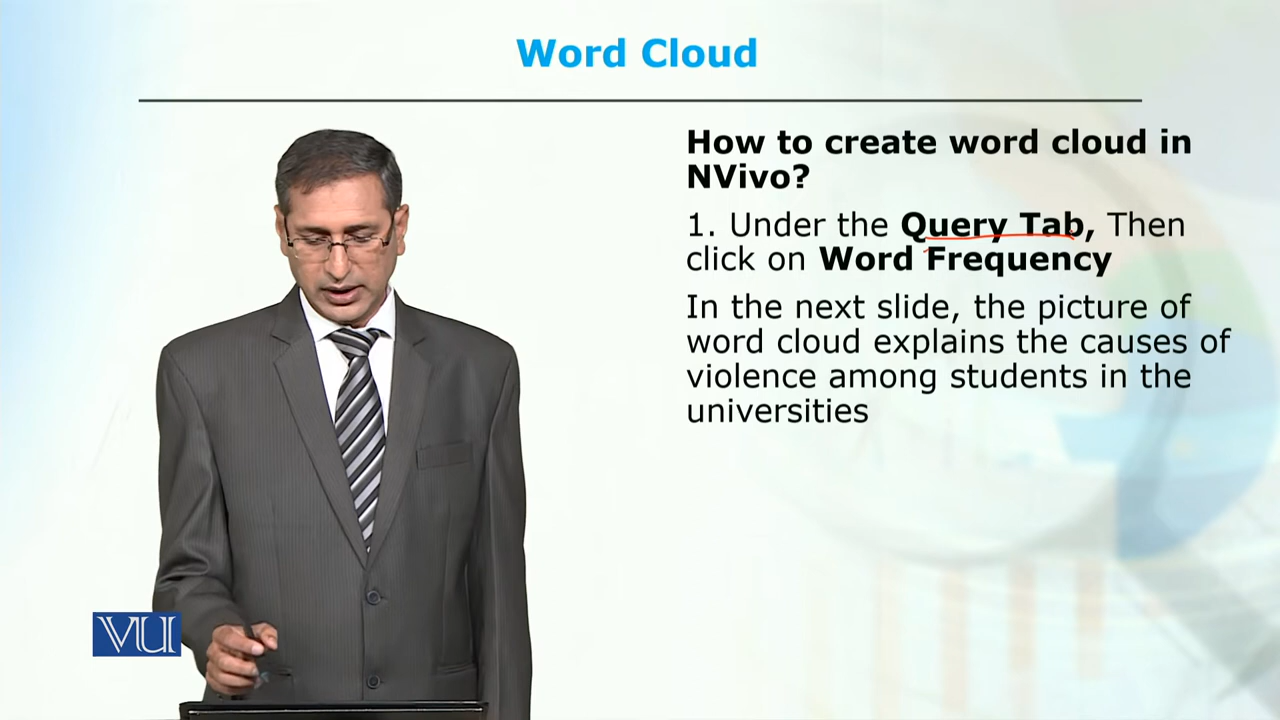 Word Cloud
How to create word cloud in
NVivo?
1. Under the Query Tab, Then
click on Word Frequency
In the next slide, the picture of
word cloud explains the causes of
violence among students in the
universities
VU